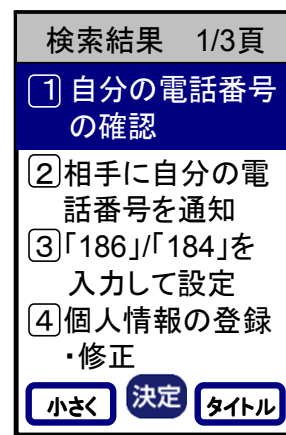 検索結果　1/3頁
1 自分の電話番号
の確認
2 相手に自分の電
話番号を通知
3 「186」/「184」を
入力して設定
4 個人情報の登録
・修正
小さく 決定 タイトル